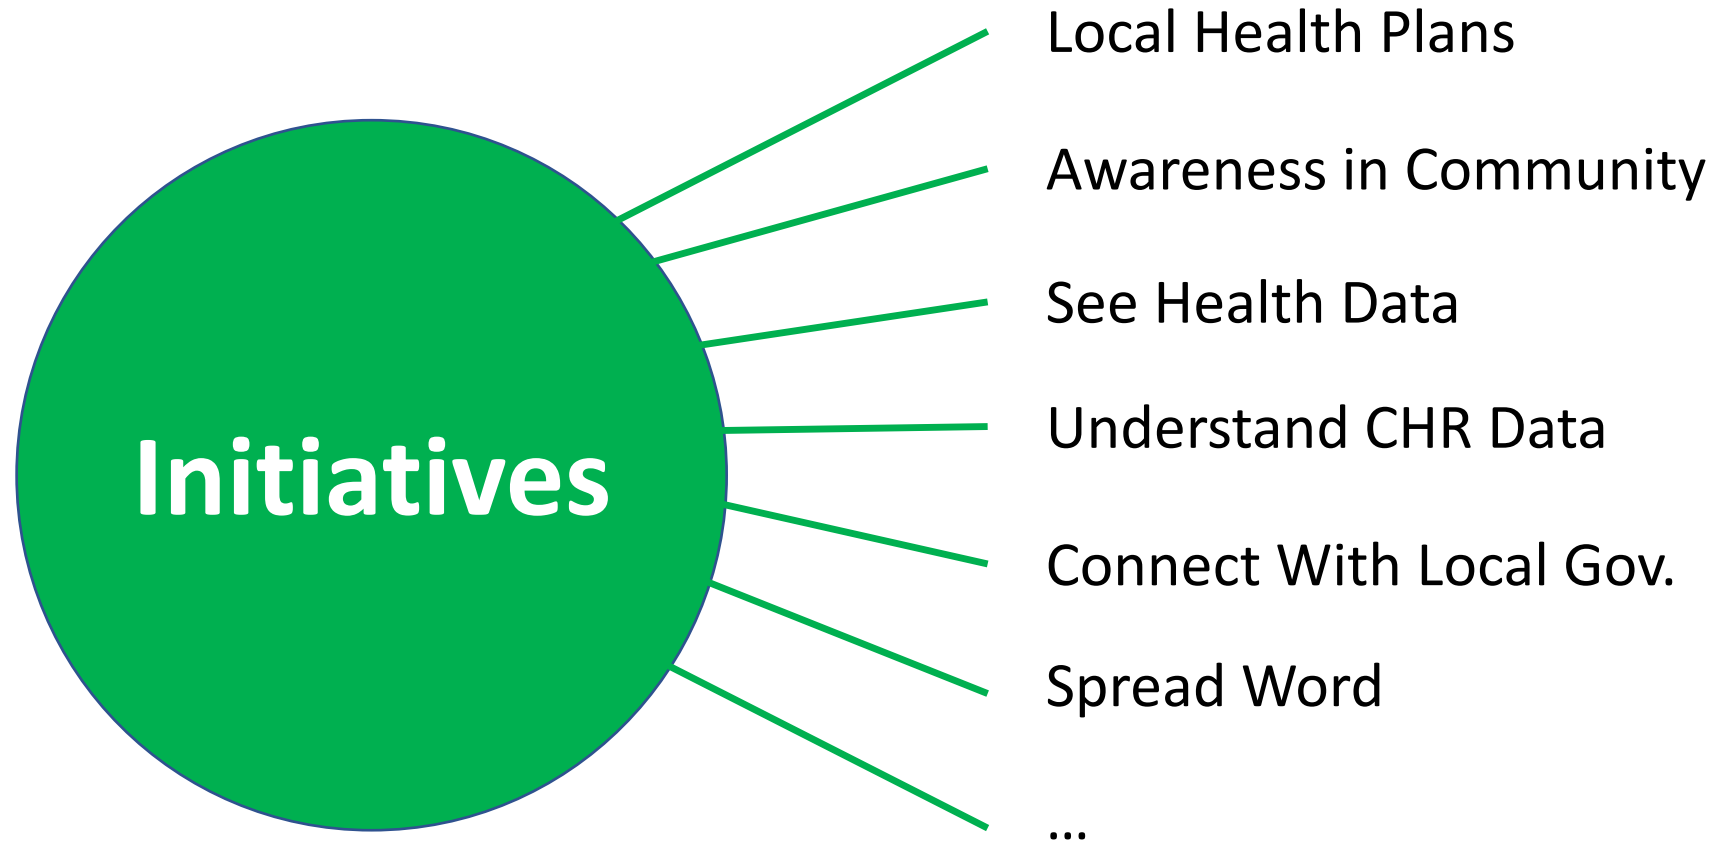 Local Health Plans
Awareness in Community
See Health Data
Understand CHR Data
Initiatives
Connect With Local Gov.
Spread Word
...